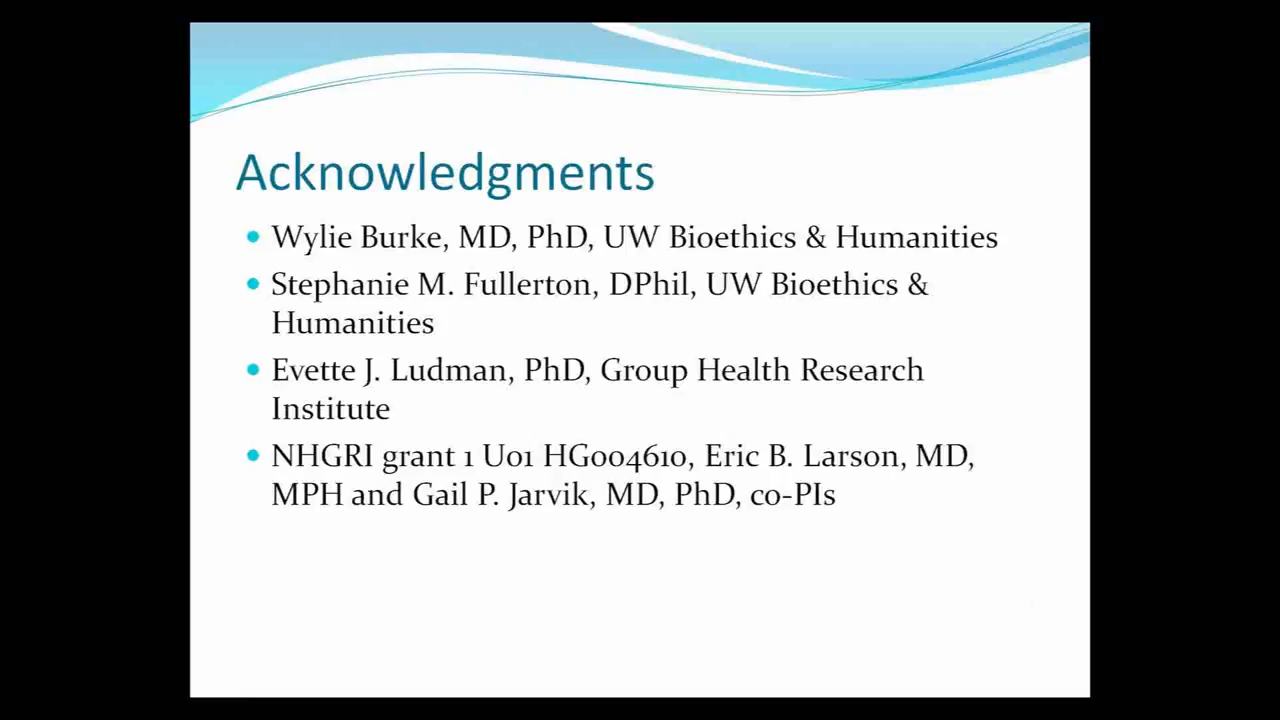 Acknowledgments
Wylie Burke, MD, PhD, UW Bioethics & Humanities
Stephanie M. Fullerton, DPhil, UW Bioethics &
Humanities
Evette J. Ludman, PhD, Group Health Research
Institute
NHGRI grant 1 U01 HG004610, Eric B. Larson, MD,
MPH and Gail P. Jarvik, MD, PhD, co-PIs